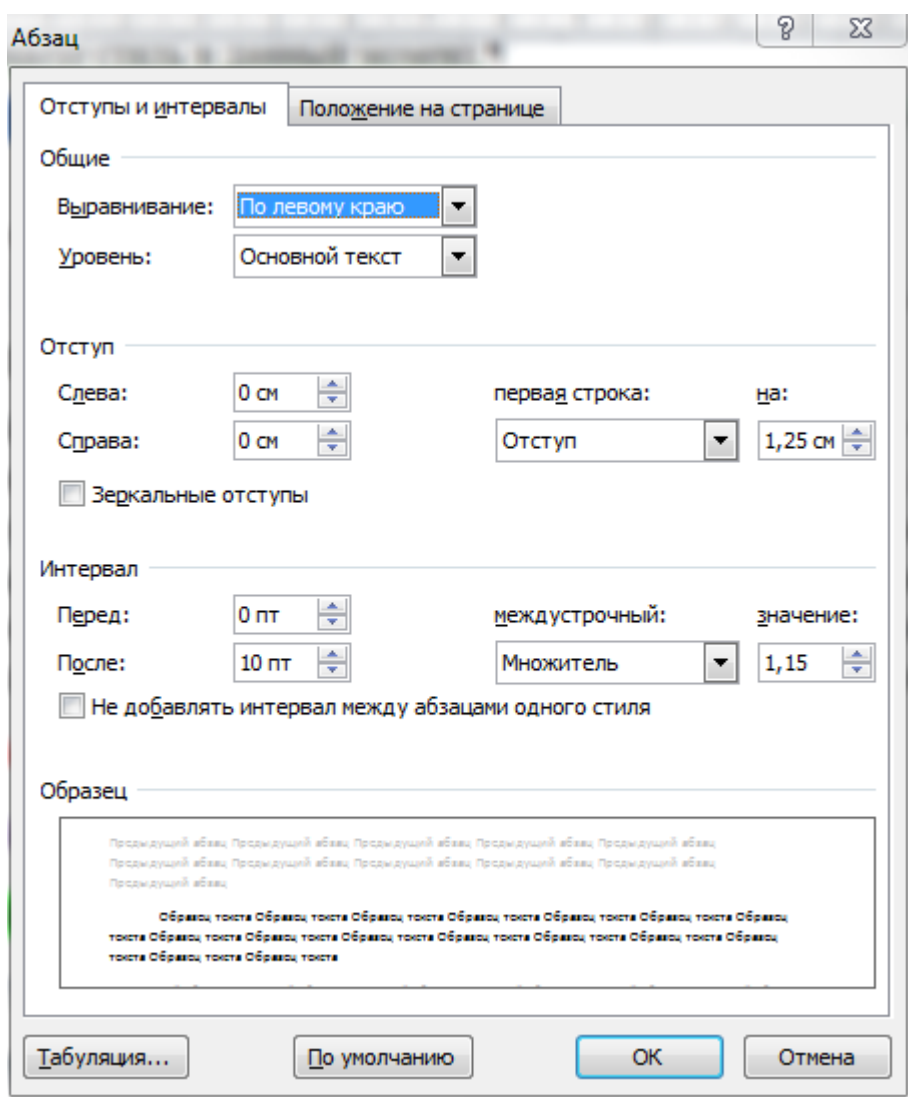 Абзац
Отступы и интервалы Положение на странице
Общие
Выравнивание: По левому краю
Уровень: Основной текст
Отступ
Слева: 0 см первая строка: на:
Справа: 0 см Отступ 1,25 см
Зеркальные отступы
Интервал
Перед: 0 пт междустрочный: значение:
После: 10 пт Множитель 1,15
Не добавлять интервал между абзацами одного стиля
Образец
Предыдущий абзац Предыдущий абзац Предыдущий абзац Предыдущий абзац Предыдущий абзац
Предыдущий абзац Предыдущий абзац Предыдущий абзац Предыдущий абзац Предыдущий абзац
Предыдущий абзац
Образец текста Образец текста Образец текста Образец текста Образец текста Образец текста Образец
текста Образец текста Образец текста Образец текста Образец текста Образец текста Образец
текста Образец текста Образец текста
Табуляция... По умолчанию ОК Отмена